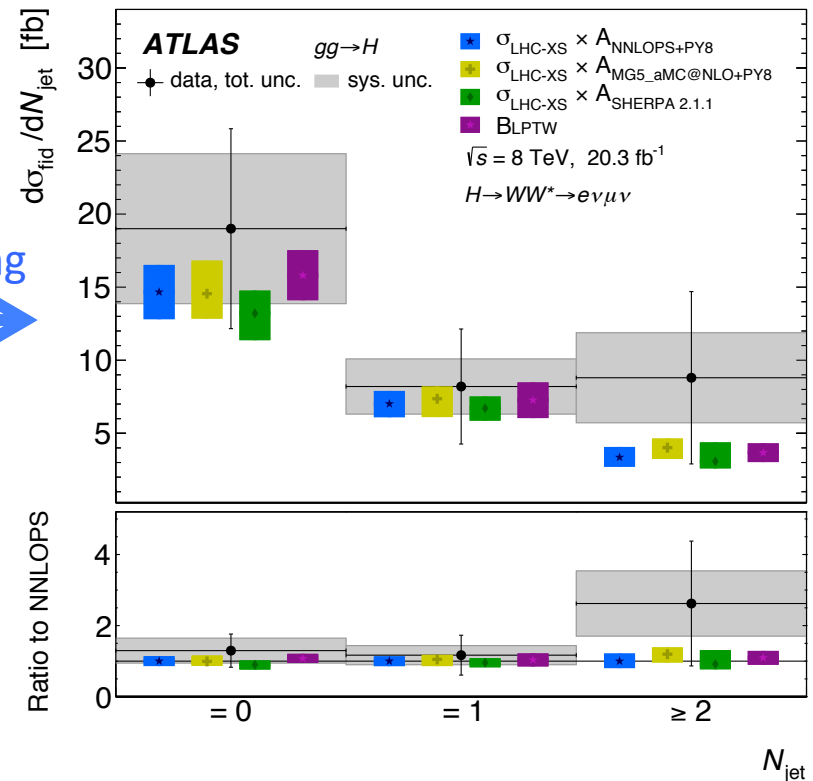 dσfid /dNjet [fb]
ATLAS gg→H
data, tot. unc. sys. unc.
σLHC-XS × ANNLOPS+PY8
σLHC-XS × AMG5_aMC@NLO+PY8
σLHC-XS × ASHERPA 2.1.1
BLPTW
√s = 8 TeV, 20.3 fb-1
H→WW*→eνμν
30
25
20
15
10
5
g
Ratio to NNLOPS
4
2
0
= 0 = 1 ≥ 2
Njet